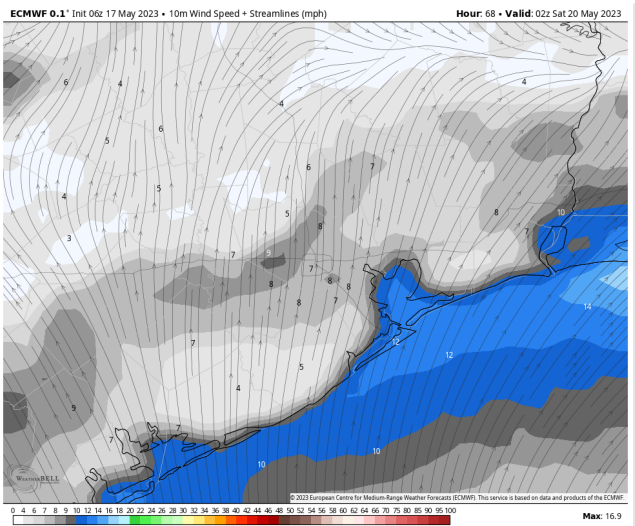 ECMWF 0.1° Init 06z 17 May 2023 • 10m Wind Speed + Streamlines (mph)
Hour: 68 • Valid: 02z Sat 20 May 2023
6 4 4 4
5 6
6 7
4 5
5 8 10
3 8 7
7 9
7
8 8 8
8 7 14
7 12
12
5
4
9
7 7
10
10
WEATHERBELL
© 2023 European Centre for Medium-Range Weather Forecasts (ECMWF). This service is based on data and products of the ECMWF.
0 4 6 7 8 9 10 12 14 16 18 20 22 24 26 28 30 32 34 36 38 40 42 44 46 48 50 52 56 60 64 70 75 80 85 90 95 100
Max: 16.9